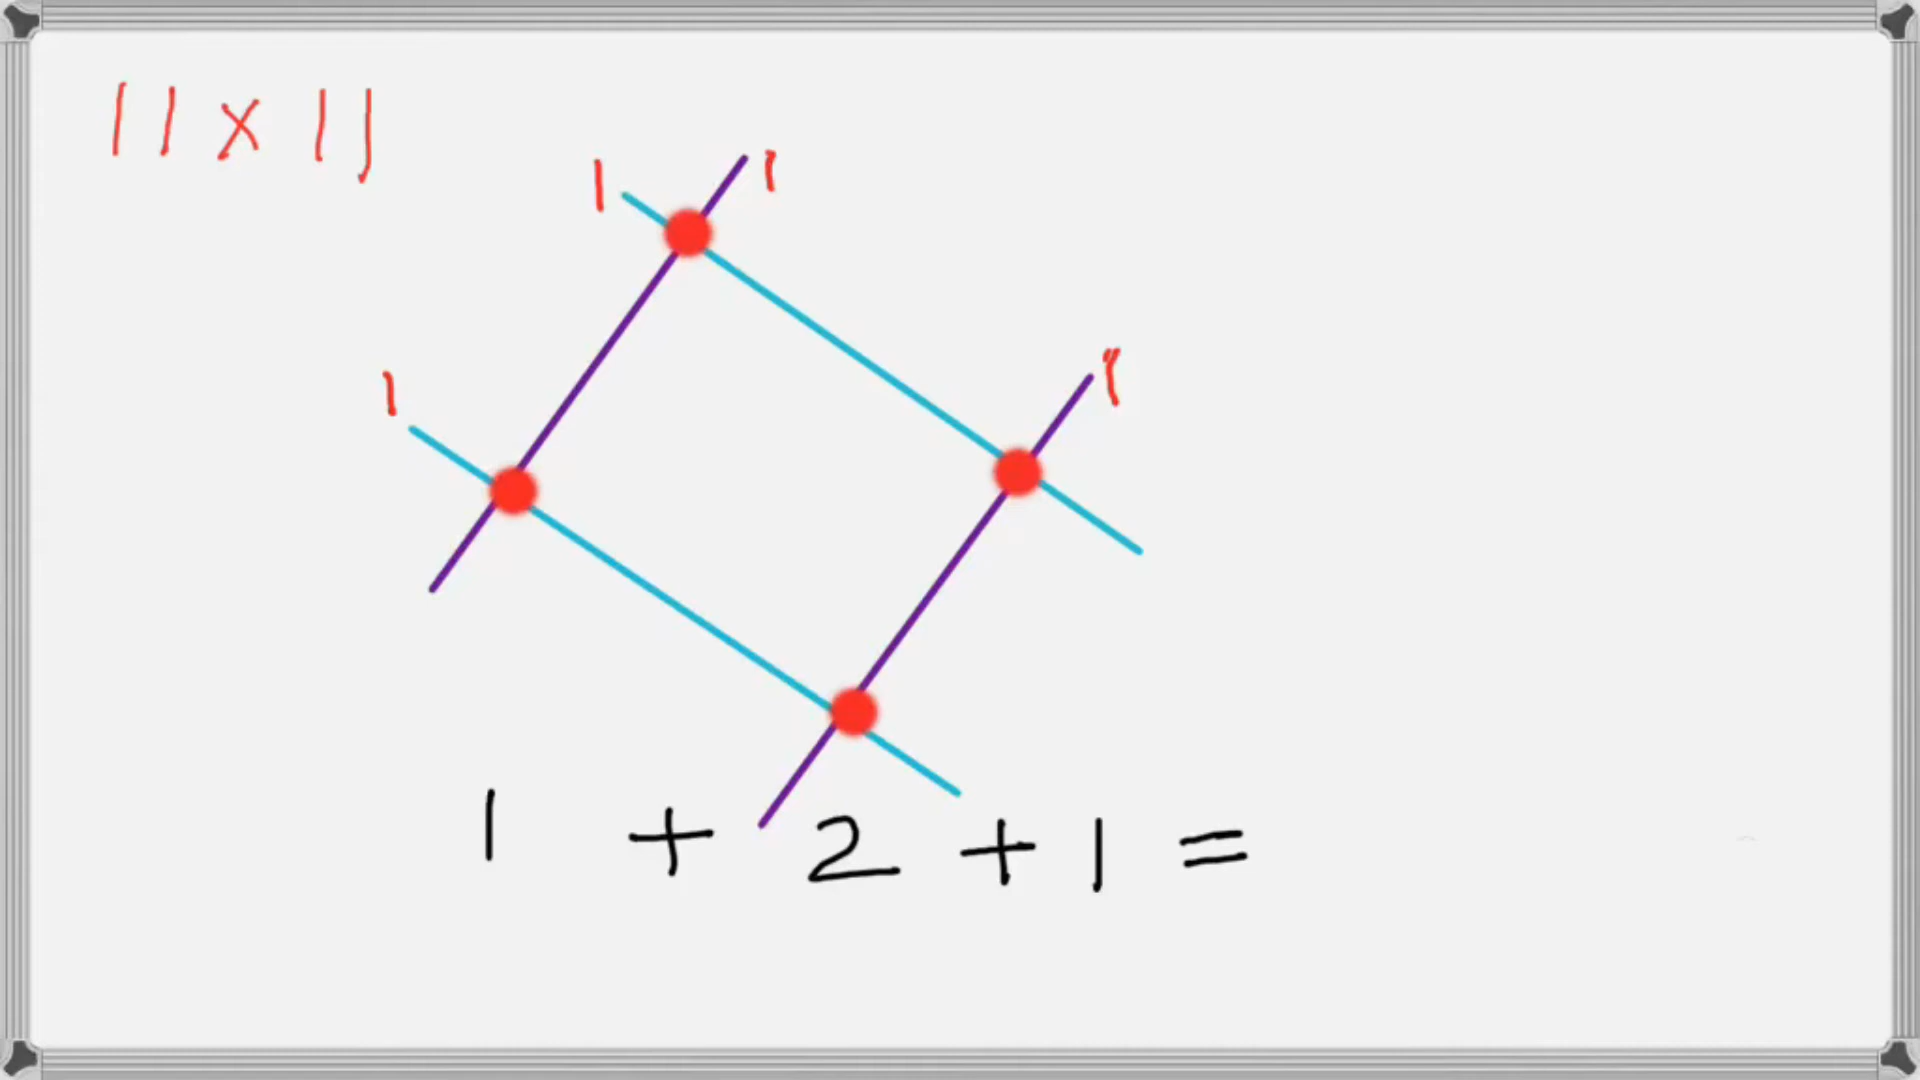 11 x 11
1 1
1 1
1 + 2 + 1 =